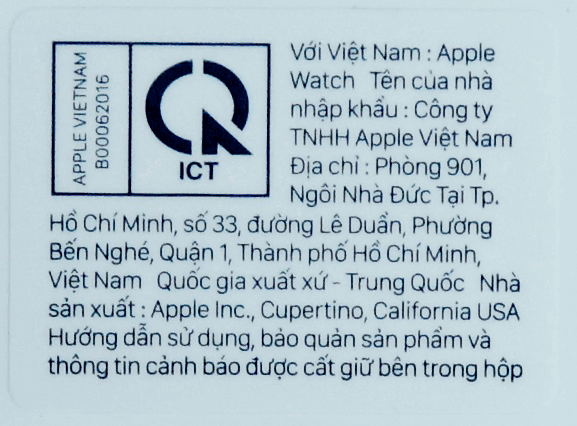 APPLE VIETNAM
B00062016
ICT
Với Việt Nam : Apple
Watch Tên của nhà
nhập khẩu : Công ty
TNHH Apple Việt Nam
Địa chỉ : Phòng 901,
Ngôi Nhà Đức Tại Tp.
Hồ Chí Minh, số 33, đường Lê Duẩn, Phường
Bến Nghé, Quận 1, Thành phố Hồ Chí Minh,
Việt Nam Quốc gia xuất xứ - Trung Quốc Nhà
sản xuất : Apple Inc., Cupertino, California USA
Hướng dẫn sử dụng, bảo quản sản phẩm và
thông tin cảnh báo được cất giữ bên trong hộp